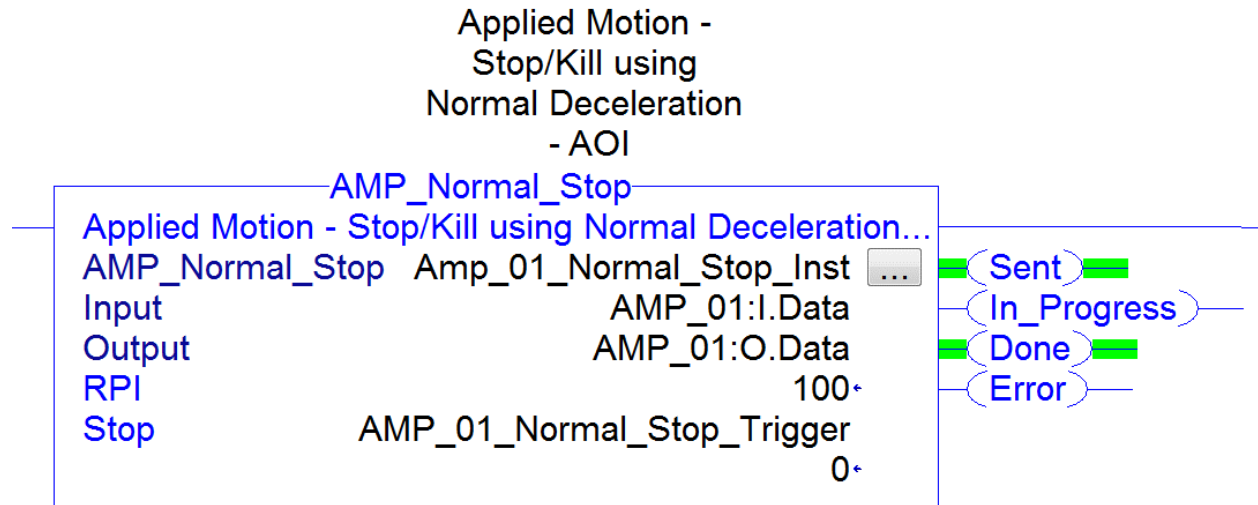 Applied Motion -
Stop/Kill using
Normal Deceleration
- AOI
AMP_Normal_Stop
Applied Motion - Stop/Kill using Normal Deceleration...
AMP_Normal_Stop Amp_01_Normal_Stop_Inst ... Sent
Input AMP_01:I.Data In_Progress
Output AMP_01:O.Data Done
RPI 100 Error
Stop AMP_01_Normal_Stop_Trigger
0